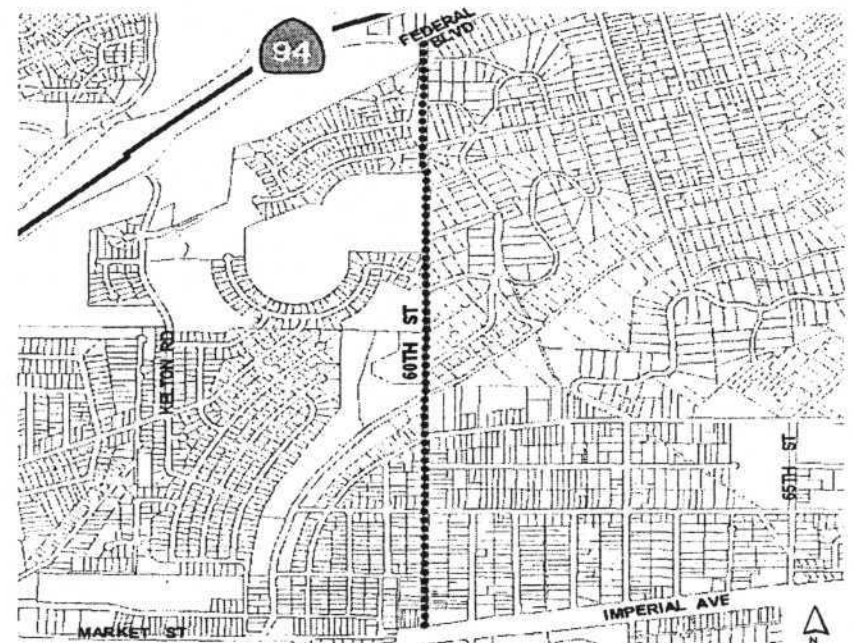 94
FEDERAL
BLVD
60TH ST
KELTON RD
65TH ST
IMPERIAL AVE
MARKET ST
N